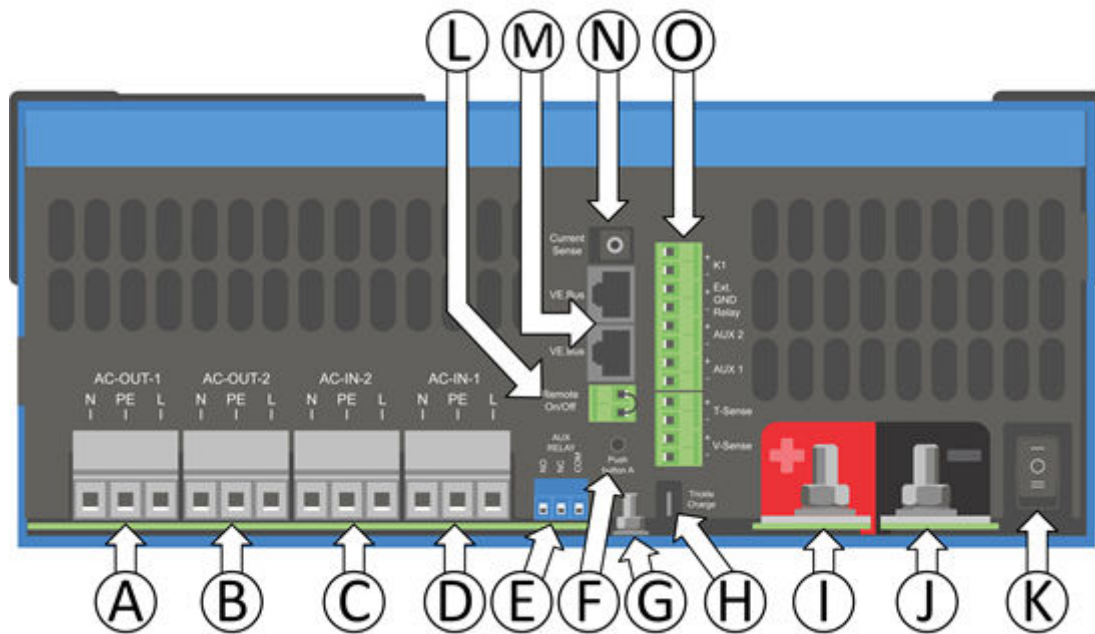 L M N O
Current
Sense
VE.Bus
VE.Bus
Remote
On/Off
+
K1
-
+
Ext.
GND
Relay
-
+
AUX 2
-
+
AUX 1
-
+
T-Sense
-
+
V-Sense
-
AC-OUT-1 AC-OUT-2 AC-IN-2 AC-IN-1
N PE L N PE L N PE L N PE L
AUX
RELAY
NO NC COM
Push
button A
Trickle
Charge
+ -
A B C D E F G H I J K